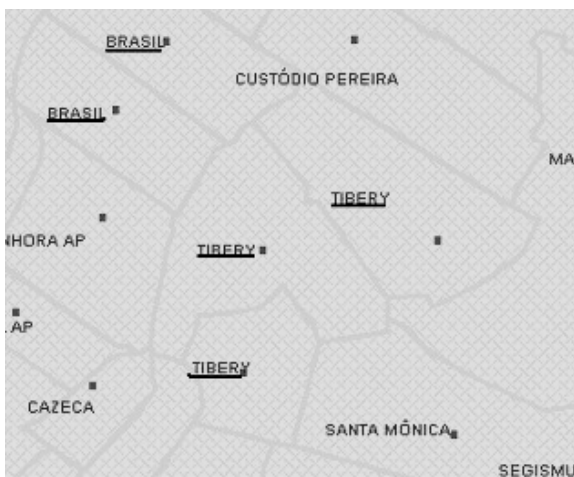 BRASIL
CUSTÓDIO PEREIRA
BRASIL
MA
TIBERY
NHORA AP
TIBERY
AP
TIBERY
CAZECA
SANTA MÔNICA
SEGISMU